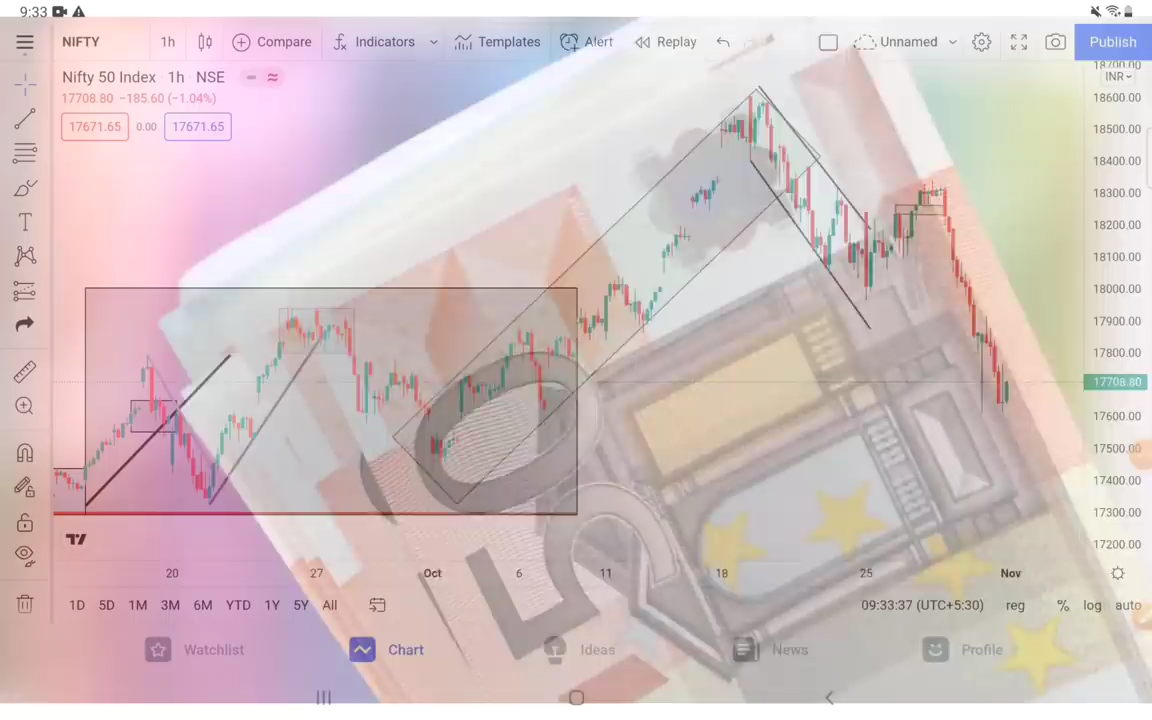 9:33
NIFTY 1h Compare Indicators Templates Alert Replay Unnamed Publish
Nifty 50 Index · 1h · NSE
17708.80 −185.60 (−1.04%)
17671.65 0.00 17671.65
18700.00
INR
18600.00
18500.00
18400.00
18300.00
18200.00
18100.00
18000.00
17900.00
17800.00
17708.80
17600.00
17500.00
17400.00
17300.00
17200.00
20 27 Oct 6 11 18 25 Nov
1D 5D 1M 3M 6M YTD 1Y 5Y All 09:33:37 (UTC+5:30) reg % log auto
Watchlist Chart Ideas News Profile
50